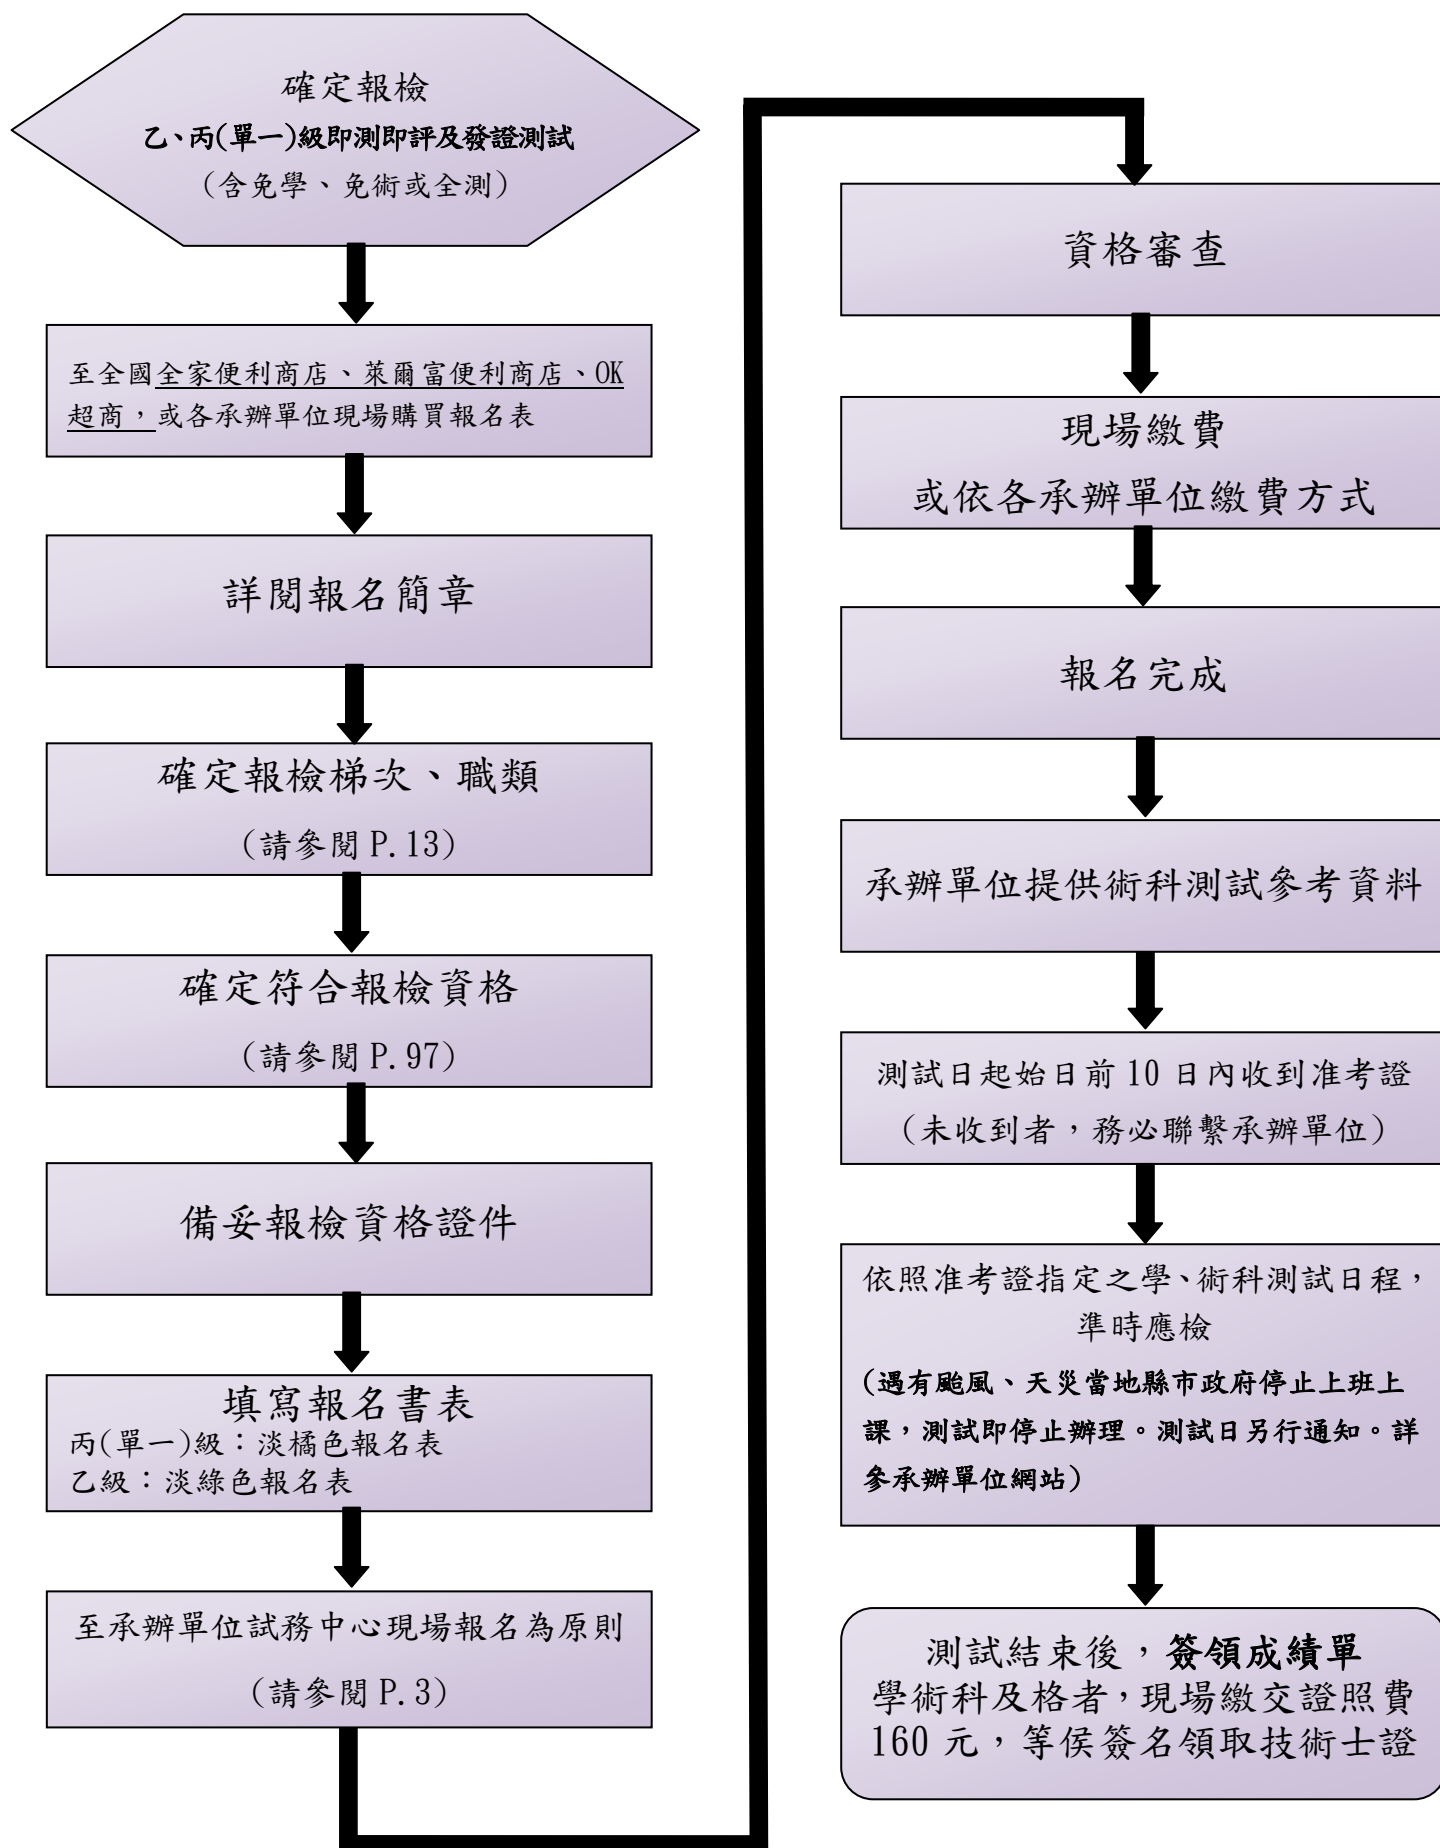 確定報檢
乙、丙(單一)級即測即評及發證測試
(含免學、免術或全測)
至全國全家便利商店、萊爾富便利商店、OK
超商，或各承辦單位現場購買報名表
詳閱報名簡章
確定報檢梯次、職類
(請參閱 P.13)
確定符合報檢資格
(請參閱 P.97)
備妥報檢資格證件
填寫報名書表
丙(單一)級：淡橘色報名表
乙級：淡綠色報名表
至承辦單位試務中心現場報名為原則
(請參閱 P.3)
資格審查
現場繳費
或依各承辦單位繳費方式
報名完成
承辦單位提供術科測試參考資料
測試日起始日前 10 日內收到准考證
(未收到者，務必聯繫承辦單位)
依照准考證指定之學、術科測試日程，
準時應檢
(遇有颱風、天災當地縣市政府停止上班上
課，測試即停止辦理。測試日另行通知。詳
參承辦單位網站)
測試結束後，簽領成績單
學術科及格者，現場繳交證照費
160 元，等侯簽名領取技術士證